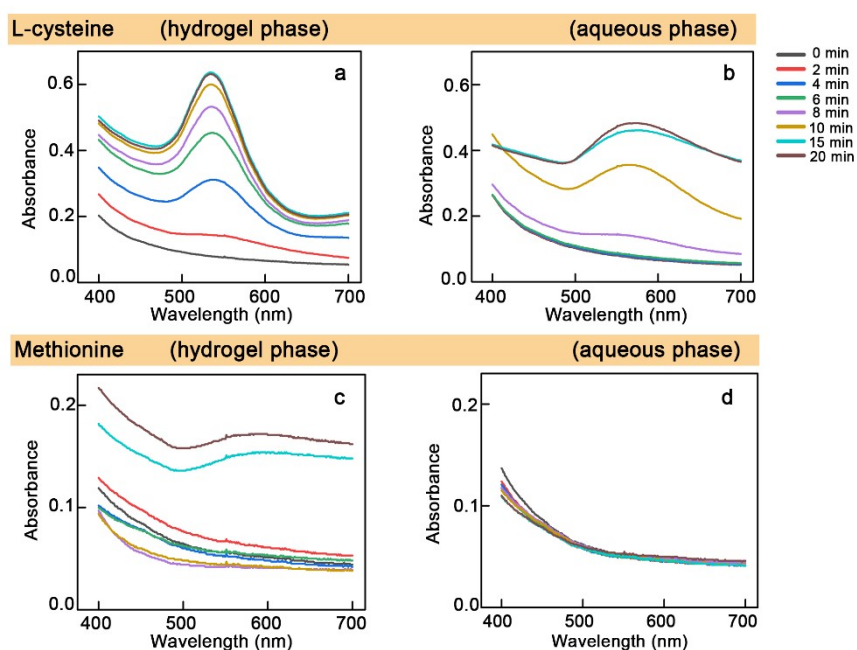 L-cysteine (hydrogel phase) (aqueous phase)
a
0.6
0.4
0.2
0.0
Absorbance
400 500 600 700
Wavelength (nm)
b
0.6
0.4
0.2
0.0
Absorbance
400 500 600 700
Wavelength (nm)
0 min
2 min
4 min
6 min
8 min
10 min
15 min
20 min
Methionine (hydrogel phase) (aqueous phase)
c
0.2
0.1
0.0
Absorbance
400 500 600 700
Wavelength (nm)
d
0.2
0.1
0.0
Absorbance
400 500 600 700
Wavelength (nm)